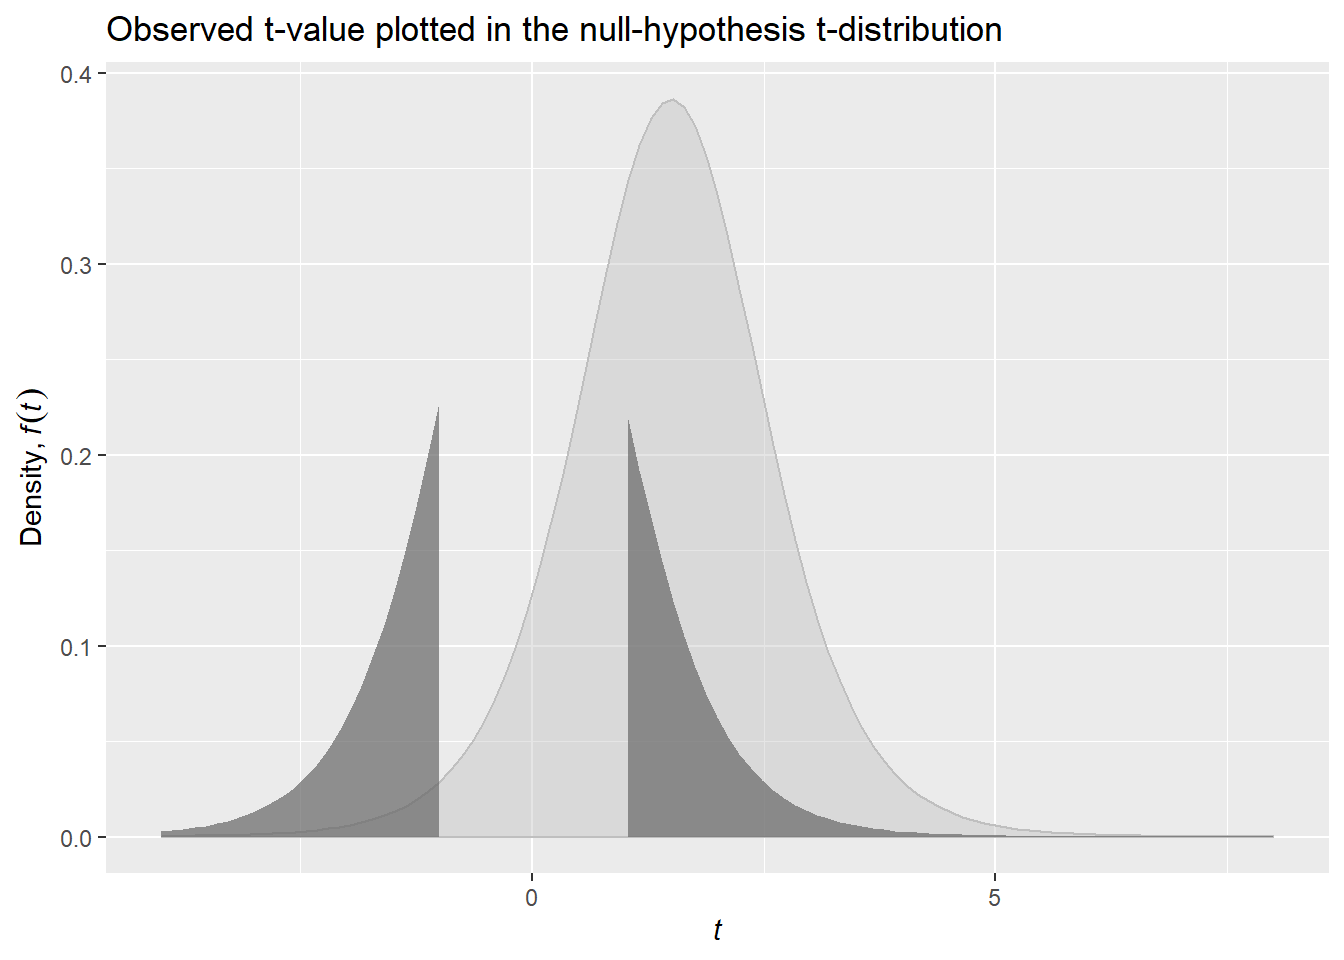 Observed t-value plotted in the null-hypothesis t-distribution
0.4
0.3
0.2
0.1
0.0
Density, f(t)
0
5
t